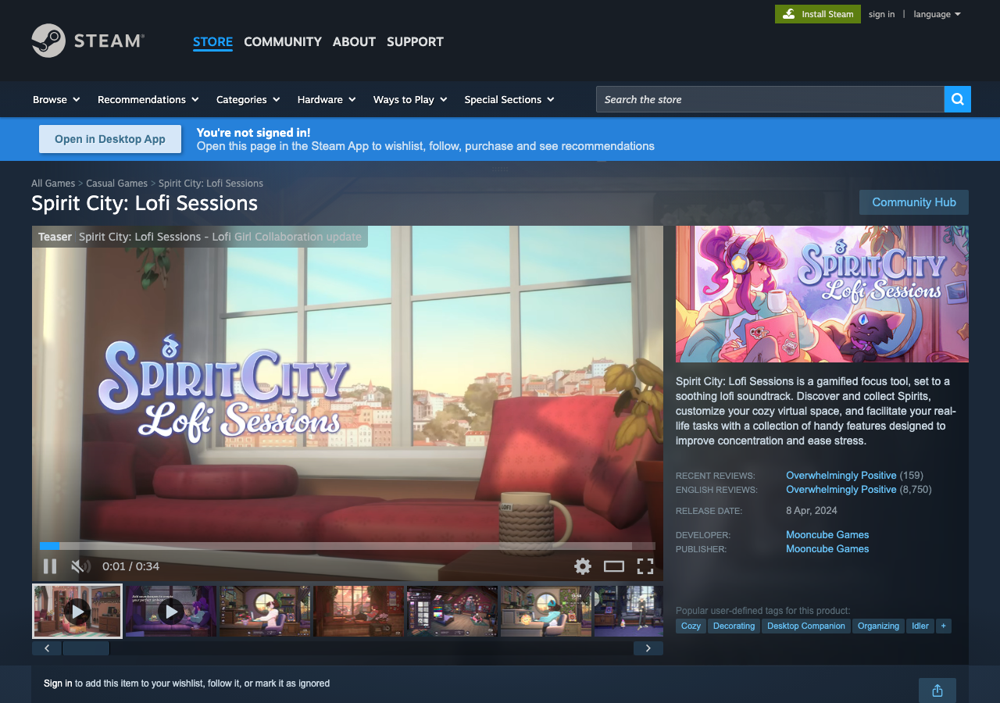 Install Steam
sign in | language
STEAM®
STORE COMMUNITY ABOUT SUPPORT
Browse Recommendations Categories Hardware Ways to Play Special Sections
Search the store
Open in Desktop App
You're not signed in!
Open this page in the Steam App to wishlist, follow, purchase and see recommendations
All Games > Casual Games > Spirit City: Lofi Sessions
Spirit City: Lofi Sessions
Community Hub
Teaser Spirit City: Lofi Sessions - Lofi Girl Collaboration update
SPIRIT CITY
Lofi Sessions
LOFI
0:01 / 0:34
SPIRIT CITY
Lofi Sessions
Spirit City: Lofi Sessions is a gamified focus tool, set to a
soothing lofi soundtrack. Discover and collect Spirits,
customize your cozy virtual space, and facilitate your real-
life tasks with a collection of handy features designed to
improve concentration and ease stress.
RECENT REVIEWS: Overwhelmingly Positive (159)
ENGLISH REVIEWS: Overwhelmingly Positive (8,750)
RELEASE DATE: 8 Apr, 2024
DEVELOPER: Mooncube Games
PUBLISHER: Mooncube Games
Popular user-defined tags for this product:
Cozy Decorating Desktop Companion Organizing Idler +
Sign in to add this item to your wishlist, follow it, or mark it as ignored